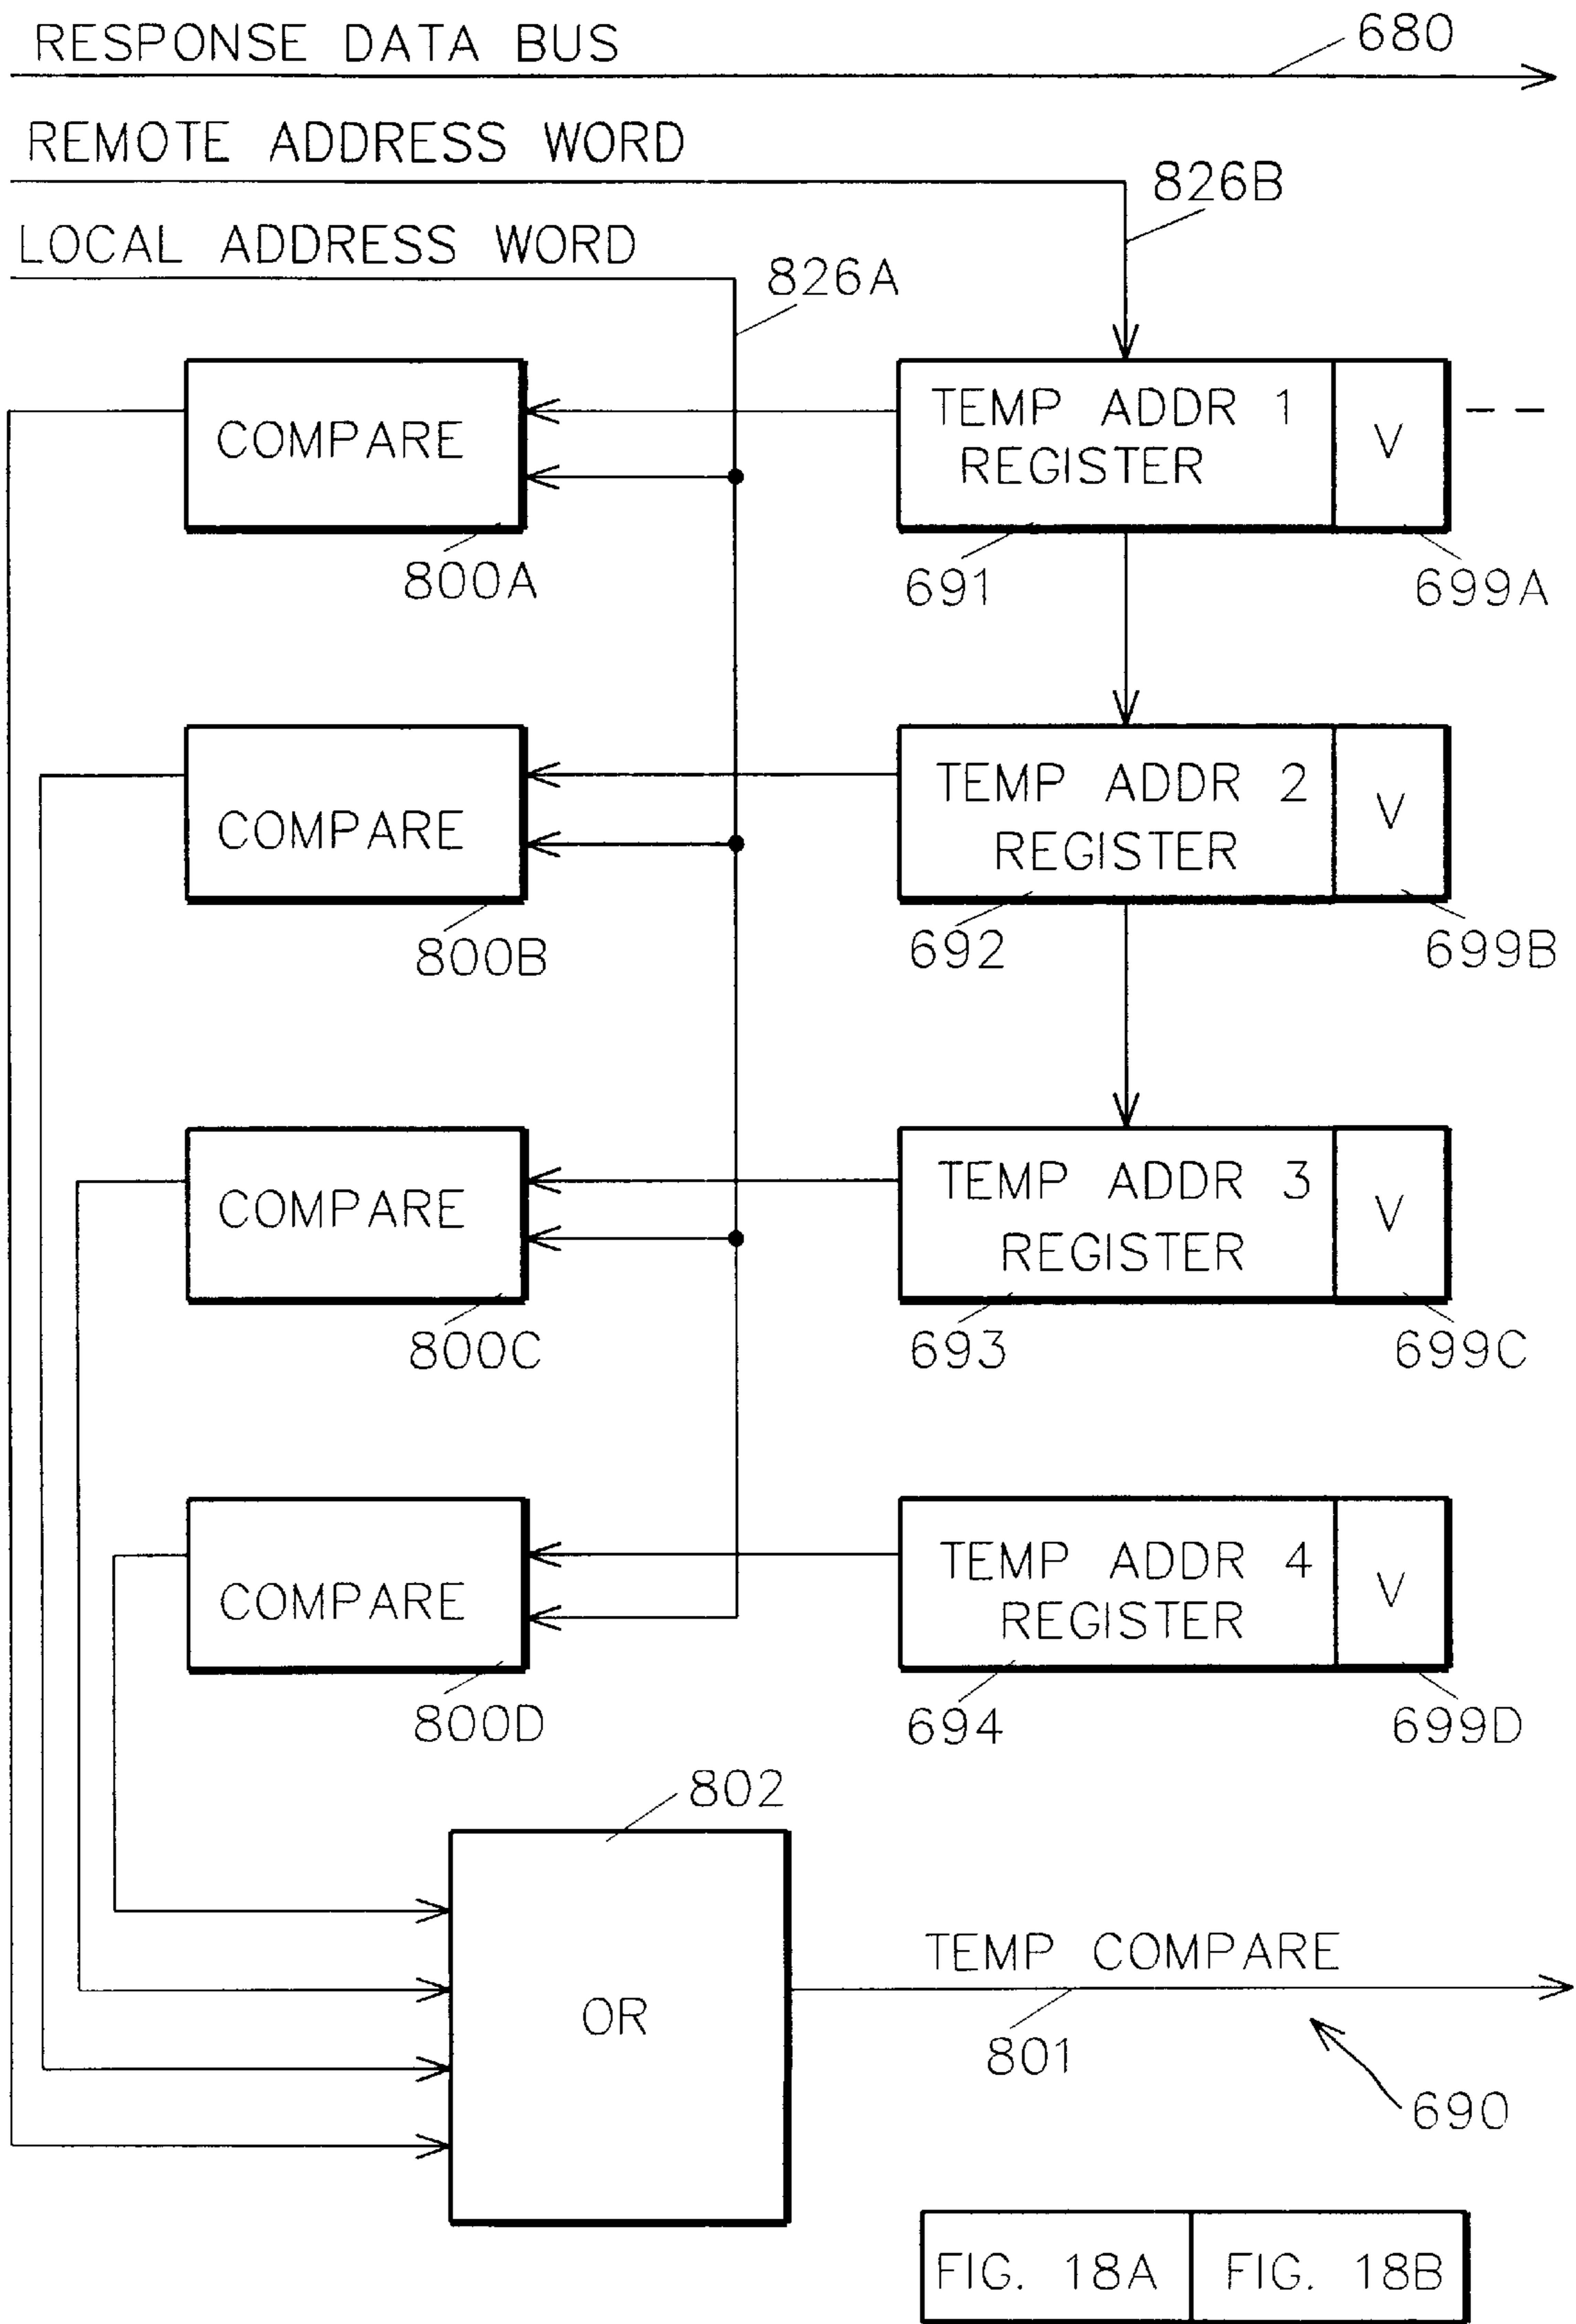 RESPONSE DATA BUS
680
REMOTE ADDRESS WORD
826B
LOCAL ADDRESS WORD
826A
COMPARE
TEMP ADDR 1
REGISTER
V
800A
691
699A
COMPARE
TEMP ADDR 2
REGISTER
V
800B
692
699B
COMPARE
TEMP ADDR 3
REGISTER
V
800C
693
699C
COMPARE
TEMP ADDR 4
REGISTER
V
800D
694
699D
802
OR
TEMP COMPARE
801
690
FIG. 18A
FIG. 18B